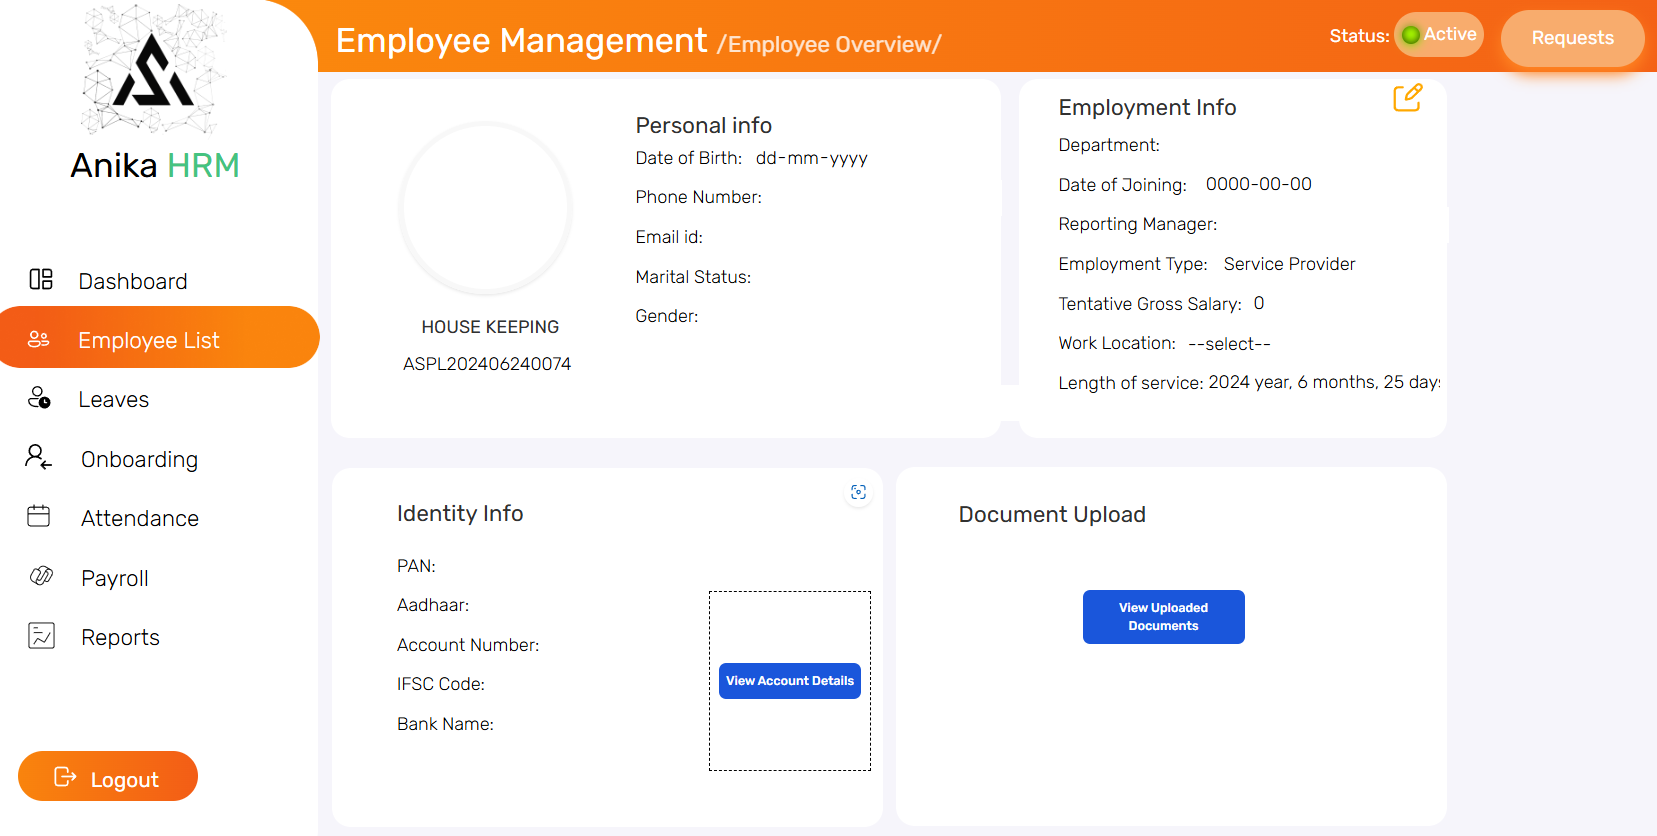 Anika HRM
Dashboard
Employee List
Leaves
Onboarding
Attendance
Payroll
Reports
Logout
Employee Management /Employee Overview/
Status: Active
Requests
HOUSE KEEPING
ASPL202406240074
Personal info
Date of Birth: dd-mm-yyyy
Phone Number:
Email id:
Marital Status:
Gender:
Employment Info
Department:
Date of Joining: 0000-00-00
Reporting Manager:
Employment Type: Service Provider
Tentative Gross Salary: 0
Work Location: --select--
Length of service: 2024 year, 6 months, 25 days
Identity Info
PAN:
Aadhaar:
Account Number:
IFSC Code:
Bank Name:
View Account Details
Document Upload
View Uploaded
Documents